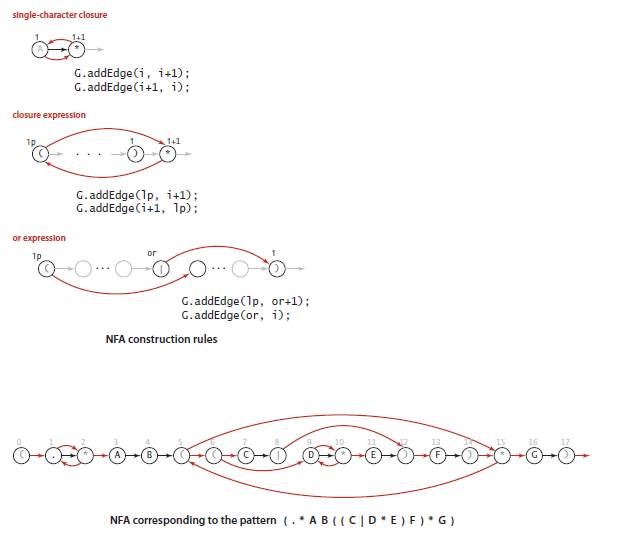 single-character closure
i i+1
A *
G.addEdge(i, i+1);
G.addEdge(i+1, i);
closure expression
lp i i+1
( . . . ) *
G.addEdge(lp, i+1);
G.addEdge(i+1, lp);
or expression
lp or i
( ... | ... )
G.addEdge(lp, or+1);
G.addEdge(or, i);
NFA construction rules
0 1 2 3 4 5 6 7 8 9 10 11 12 13 14 15 16 17
( . * A B ( ( C | D * E ) F ) * G )
NFA corresponding to the pattern ( . * A B ( ( C | D * E ) F ) * G )